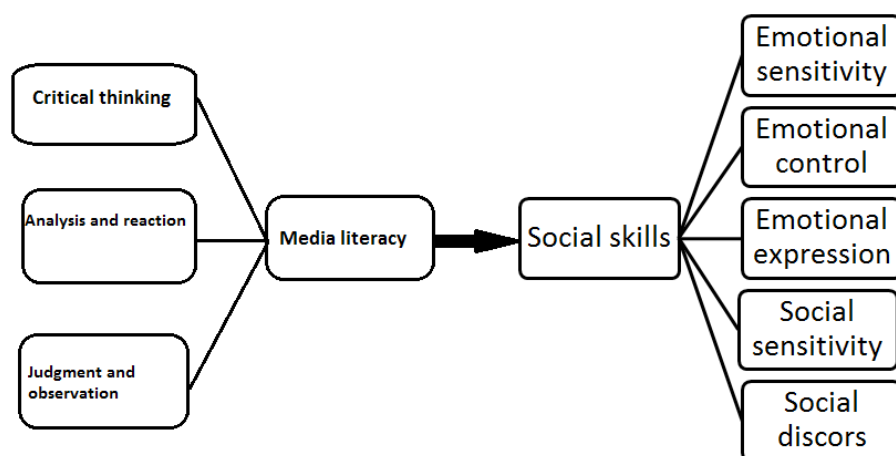 Critical thinking
Analysis and reaction
Judgment and
observation
Media literacy
Social skills
Emotional
sensitivity
Emotional
control
Emotional
expression
Social
sensitivity
Social
discors